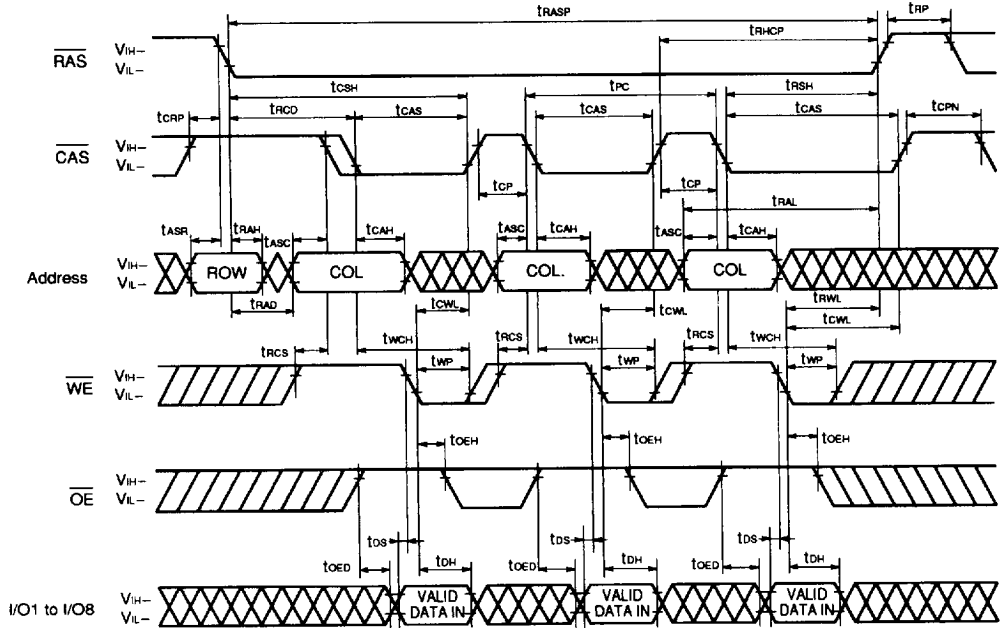 tRASP
tRP
tRHCP
RAS
VIH–
VIL–
tCSH
tPC
tRSH
tCRP
tRCD
tCAS
tCAS
tCAS
tCPN
CAS
VIH–
VIL–
tCP
tCP
tRAL
tASR
tRAH
tASC
tCAH
tASC
tCAH
tASC
tCAH
Address
VIH–
VIL–
ROW
COL
COL.
COL
tRAD
tCWL
tCWL
tRWL
tCWL
tRCS
tWCH
tRCS
tWCH
tRCS
tWCH
tWP
tWP
tWP
WE
VIH–
VIL–
tOEH
tOEH
tOEH
OE
VIH–
VIL–
tDS
tDS
tDS
tOED
tDH
tOED
tDH
tOED
tDH
I/O1 to I/O8
VIH–
VIL–
VALID
DATA IN
VALID
DATA IN
VALID
DATA IN